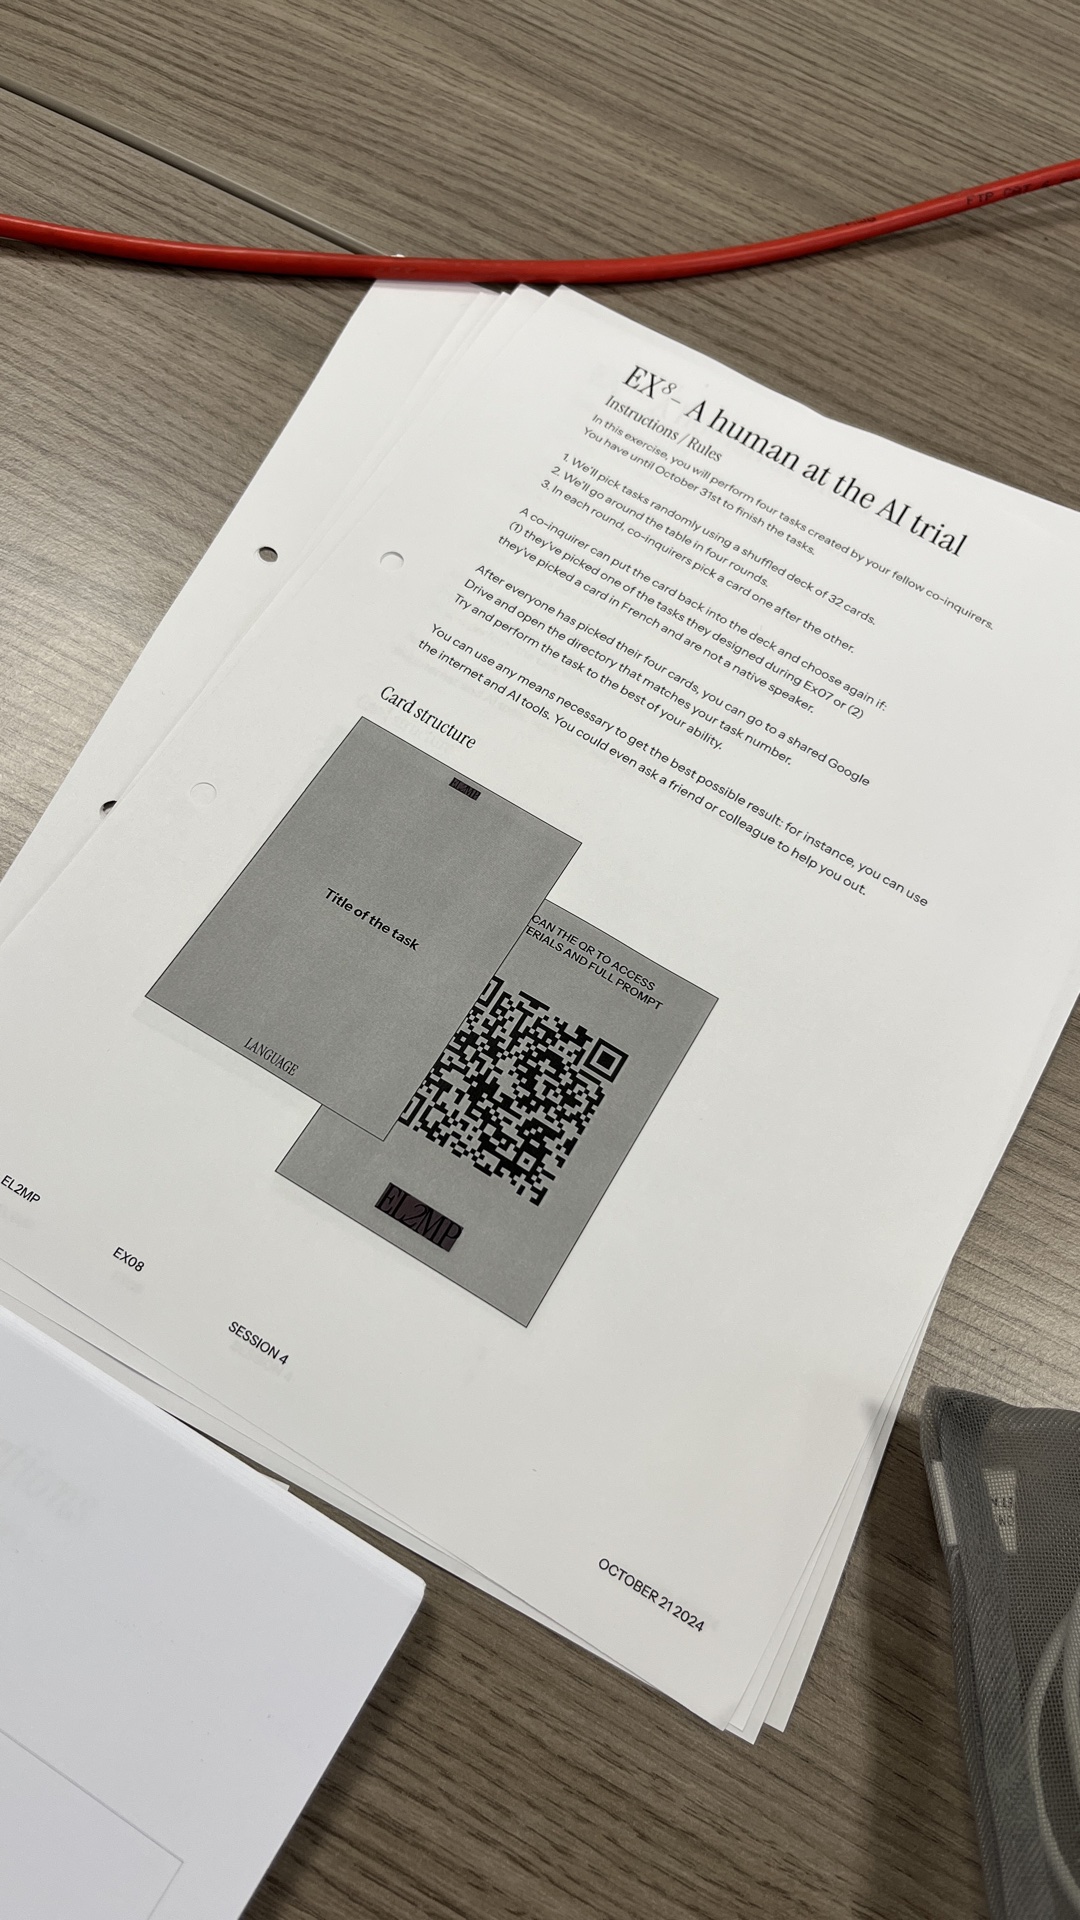 EX8- A human at the AI trial
Instructions / Rules
In this exercise, you will perform four tasks created by your fellow co-inquirers.
You have until October 31st to finish the tasks.
1. We'll pick tasks randomly using a shuffled deck of 32 cards.
2. We'll go around the table in four rounds.
3. In each round, co-inquirers pick a card one after the other.
A co-inquirer can put the card back into the deck and choose again if:
(1) they've picked one of the tasks they designed during Ex07 or (2)
they've picked a card in French and are not a native speaker.
After everyone has picked their four cards, you can go to a shared Google
Drive and open the directory that matches your task number.
Try and perform the task to the best of your ability.
You can use any means necessary to get the best possible result: for instance, you can use
the internet and AI tools. You could even ask a friend or colleague to help you out.
Card structure
EL2MP
Title of the task
LANGUAGE
CAN THE QR TO ACCESS
ERIALS AND FULL PROMPT
EL2MP
EL2MP
EX08
SESSION 4
OCTOBER 21 2024